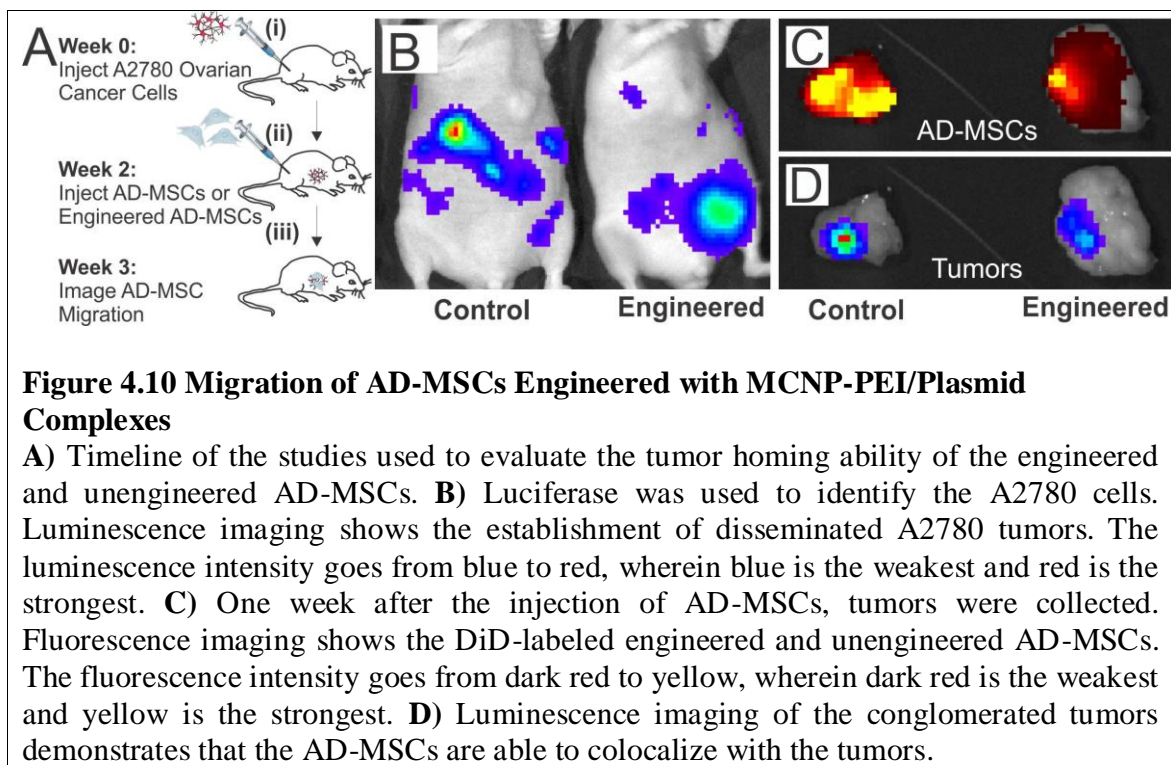 A
Week 0:
Inject A2780 Ovarian
Cancer Cells
(i)
(ii)
Week 2:
Inject AD-MSCs or
Engineered AD-MSCs
(iii)
Week 3:
Image AD-MSC
Migration
B
Control
Engineered
C
AD-MSCs
D
Tumors
Control
Engineered
Figure 4.10 Migration of AD-MSCs Engineered with MCNP-PEI/Plasmid
Complexes
A) Timeline of the studies used to evaluate the tumor homing ability of the engineered
and unengineered AD-MSCs. B) Luciferase was used to identify the A2780 cells.
Luminescence imaging shows the establishment of disseminated A2780 tumors. The
luminescence intensity goes from blue to red, wherein blue is the weakest and red is the
strongest. C) One week after the injection of AD-MSCs, tumors were collected.
Fluorescence imaging shows the DiD-labeled engineered and unengineered AD-MSCs.
The fluorescence intensity goes from dark red to yellow, wherein dark red is the weakest
and yellow is the strongest. D) Luminescence imaging of the conglomerated tumors
demonstrates that the AD-MSCs are able to colocalize with the tumors.